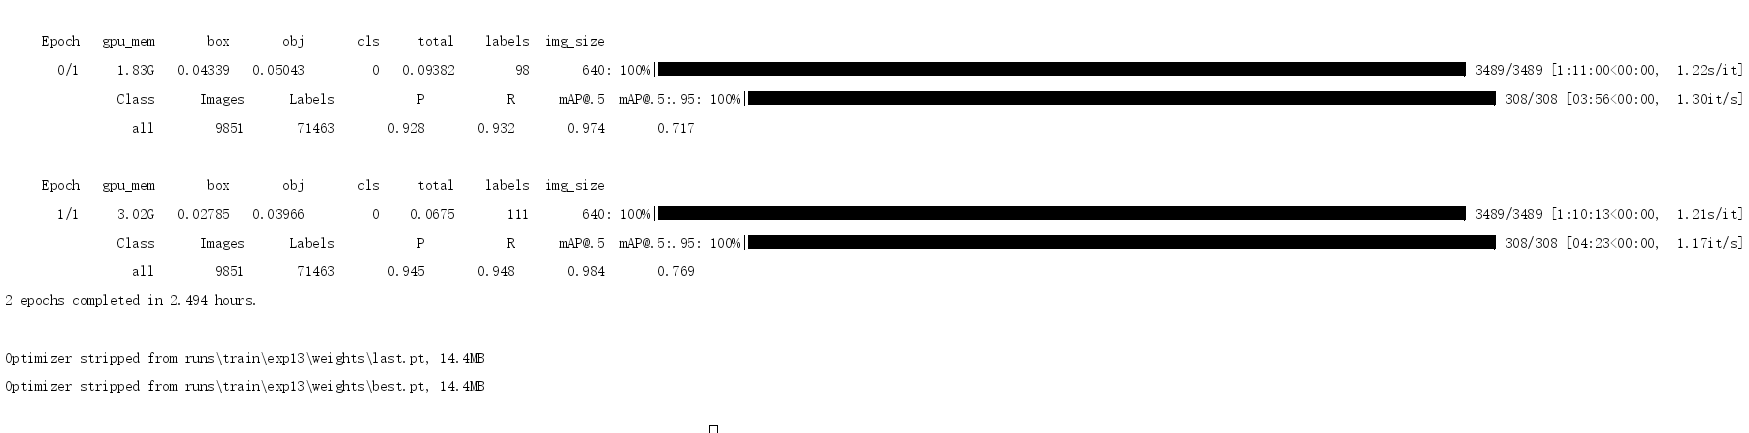 Epoch gpu_mem box obj cls total labels img_size
0/1 1.83G 0.04339 0.05043 0 0.09382 98 640: 100%| 3489/3489 [1:11:00<00:00, 1.22s/it]
Class Images Labels P R mAP@.5 mAP@.5:.95: 100%| 308/308 [03:56<00:00, 1.30it/s]
all 9851 71463 0.928 0.932 0.974 0.717
Epoch gpu_mem box obj cls total labels img_size
1/1 3.02G 0.02785 0.03966 0 0.0675 111 640: 100%| 3489/3489 [1:10:13<00:00, 1.21s/it]
Class Images Labels P R mAP@.5 mAP@.5:.95: 100%| 308/308 [04:23<00:00, 1.17it/s]
all 9851 71463 0.945 0.948 0.984 0.769
2 epochs completed in 2.494 hours.
Optimizer stripped from runs\train\exp13\weights\last.pt, 14.4MB
Optimizer stripped from runs\train\exp13\weights\best.pt, 14.4MB